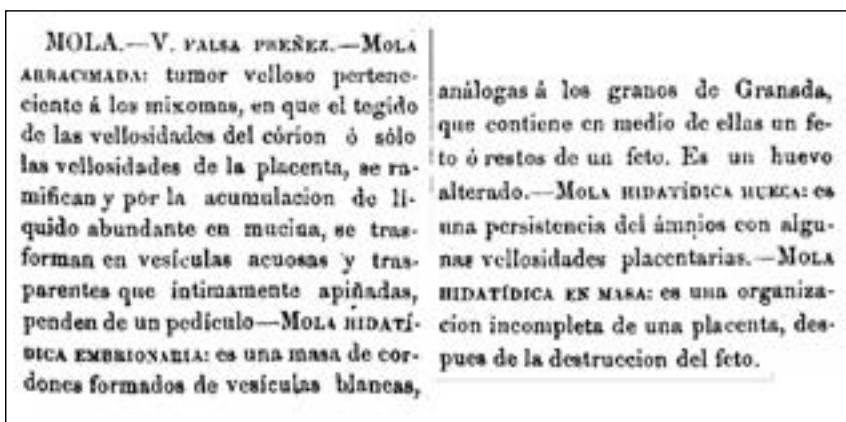 MOLA.—V. FALSA PREÑEZ.—MOLA
ARRACIMADA: tumor velloso pertene-
ciente á los mixomas, en que el tegido
de las vellosidades del córion ó sólo
las vellosidades de la placenta, se ra-
mifican y por la acumulacion de lí-
quido abundante en mucina, se tras-
forman en vesículas acuosas y tras-
parentes que íntimamente apiñadas,
penden de un pedículo—MOLA HIDATÍ-
DICA EMBRIONARIA: es una masa de cor-
dones formados de vesículas blancas,
análogas á los granos de Granada,
que contiene en medio de ellas un fe-
to ó restos de un feto. Es un huevo
alterado.—MOLA HIDATÍDICA HUECA: es
una persistencia del ámnios con algu-
nas vellosidades placentarias.—MOLA
HIDATÍDICA EN MASA: es una organiza-
cion incompleta de una placenta, des-
pues de la destruccion del feto.